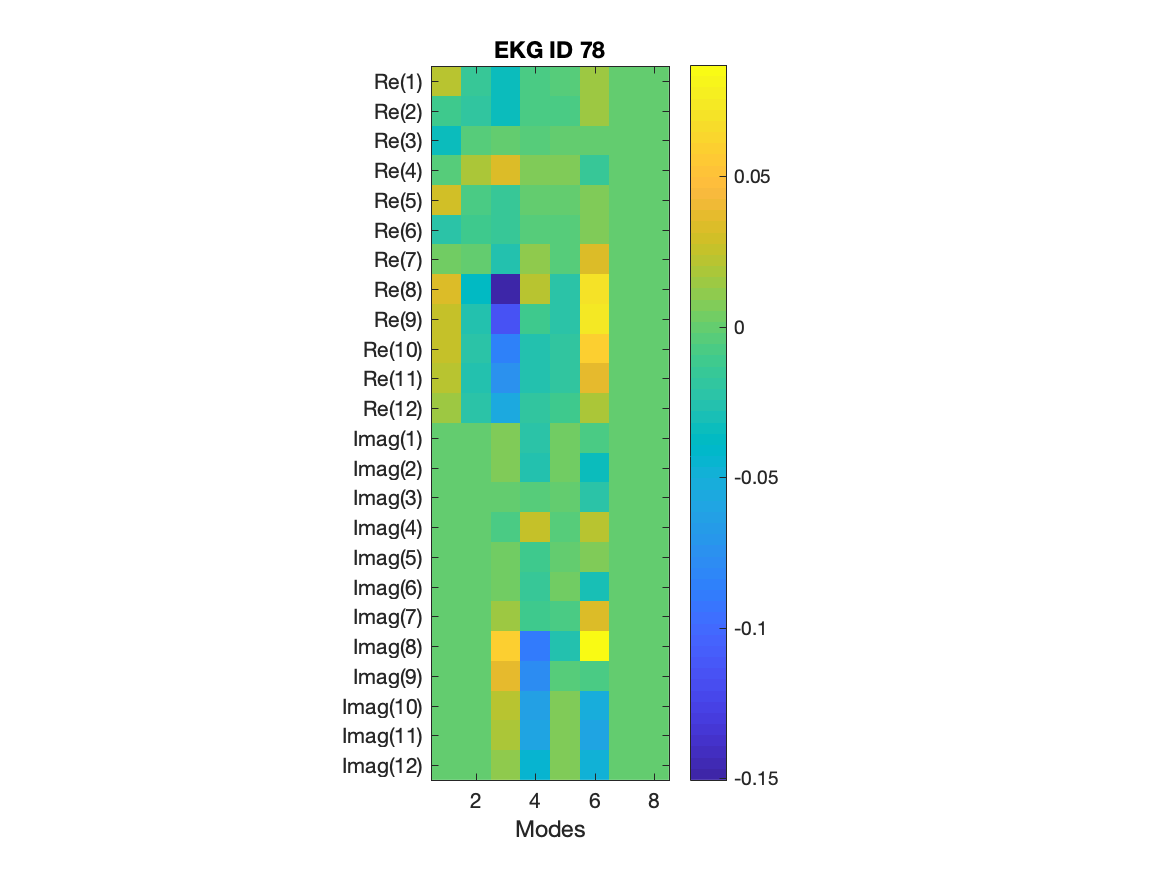 EKG ID 78
Re(1)
Re(2)
Re(3)
Re(4)
Re(5)
Re(6)
Re(7)
Re(8)
Re(9)
Re(10)
Re(11)
Re(12)
Imag(1)
Imag(2)
Imag(3)
Imag(4)
Imag(5)
Imag(6)
Imag(7)
Imag(8)
Imag(9)
Imag(10)
Imag(11)
Imag(12)
2 4 6 8
Modes
0.05
0
-0.05
-0.1
-0.15